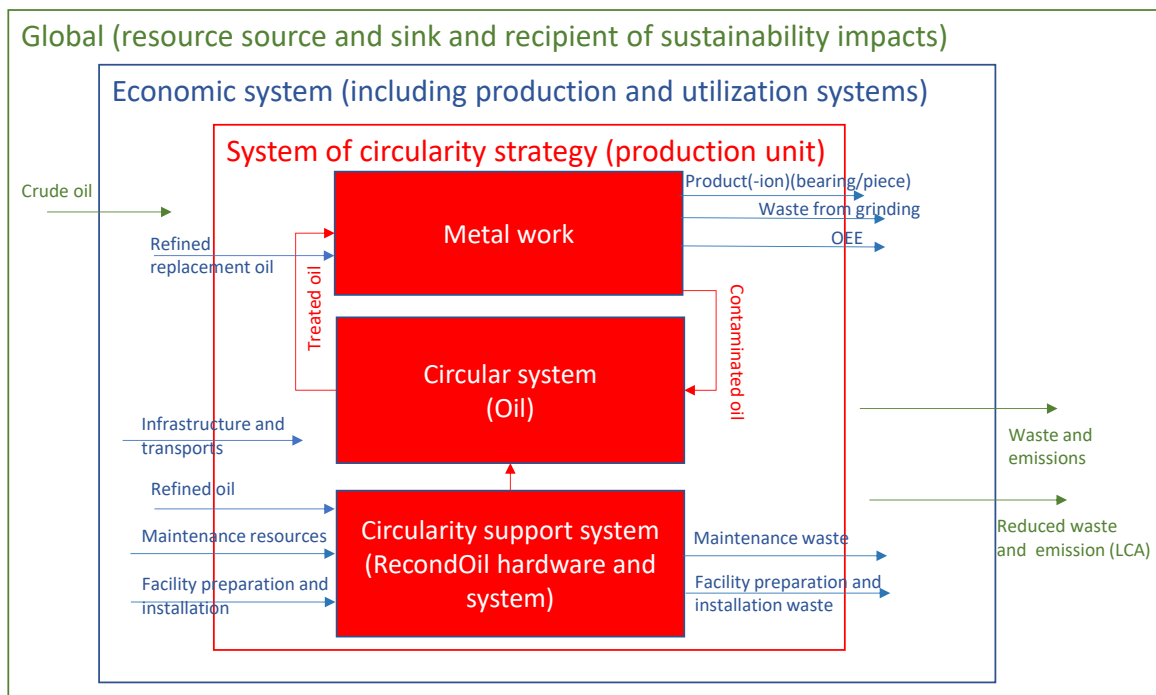 Global (resource source and sink and recipient of sustainability impacts)
Economic system (including production and utilization systems)
System of circularity strategy (production unit)
Crude oil
Refined
replacement oil
Treated oil
Metal work
Product(-ion)(bearing/piece)
Waste from grinding
OEE
Contaminated oil
Circular system
(Oil)
Infrastructure and
transports
Refined oil
Maintenance resources
Facility preparation and
installation
Circularity support system
(RecondOil hardware and
system)
Maintenance waste
Facility preparation and
installation waste
Waste and
emissions
Reduced waste
and emission (LCA)